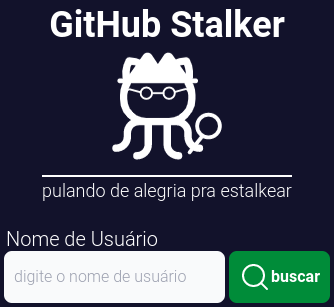 GitHub Stalker
pulando de alegria pra estalkear
Nome de Usuário
digite o nome de usuário
buscar